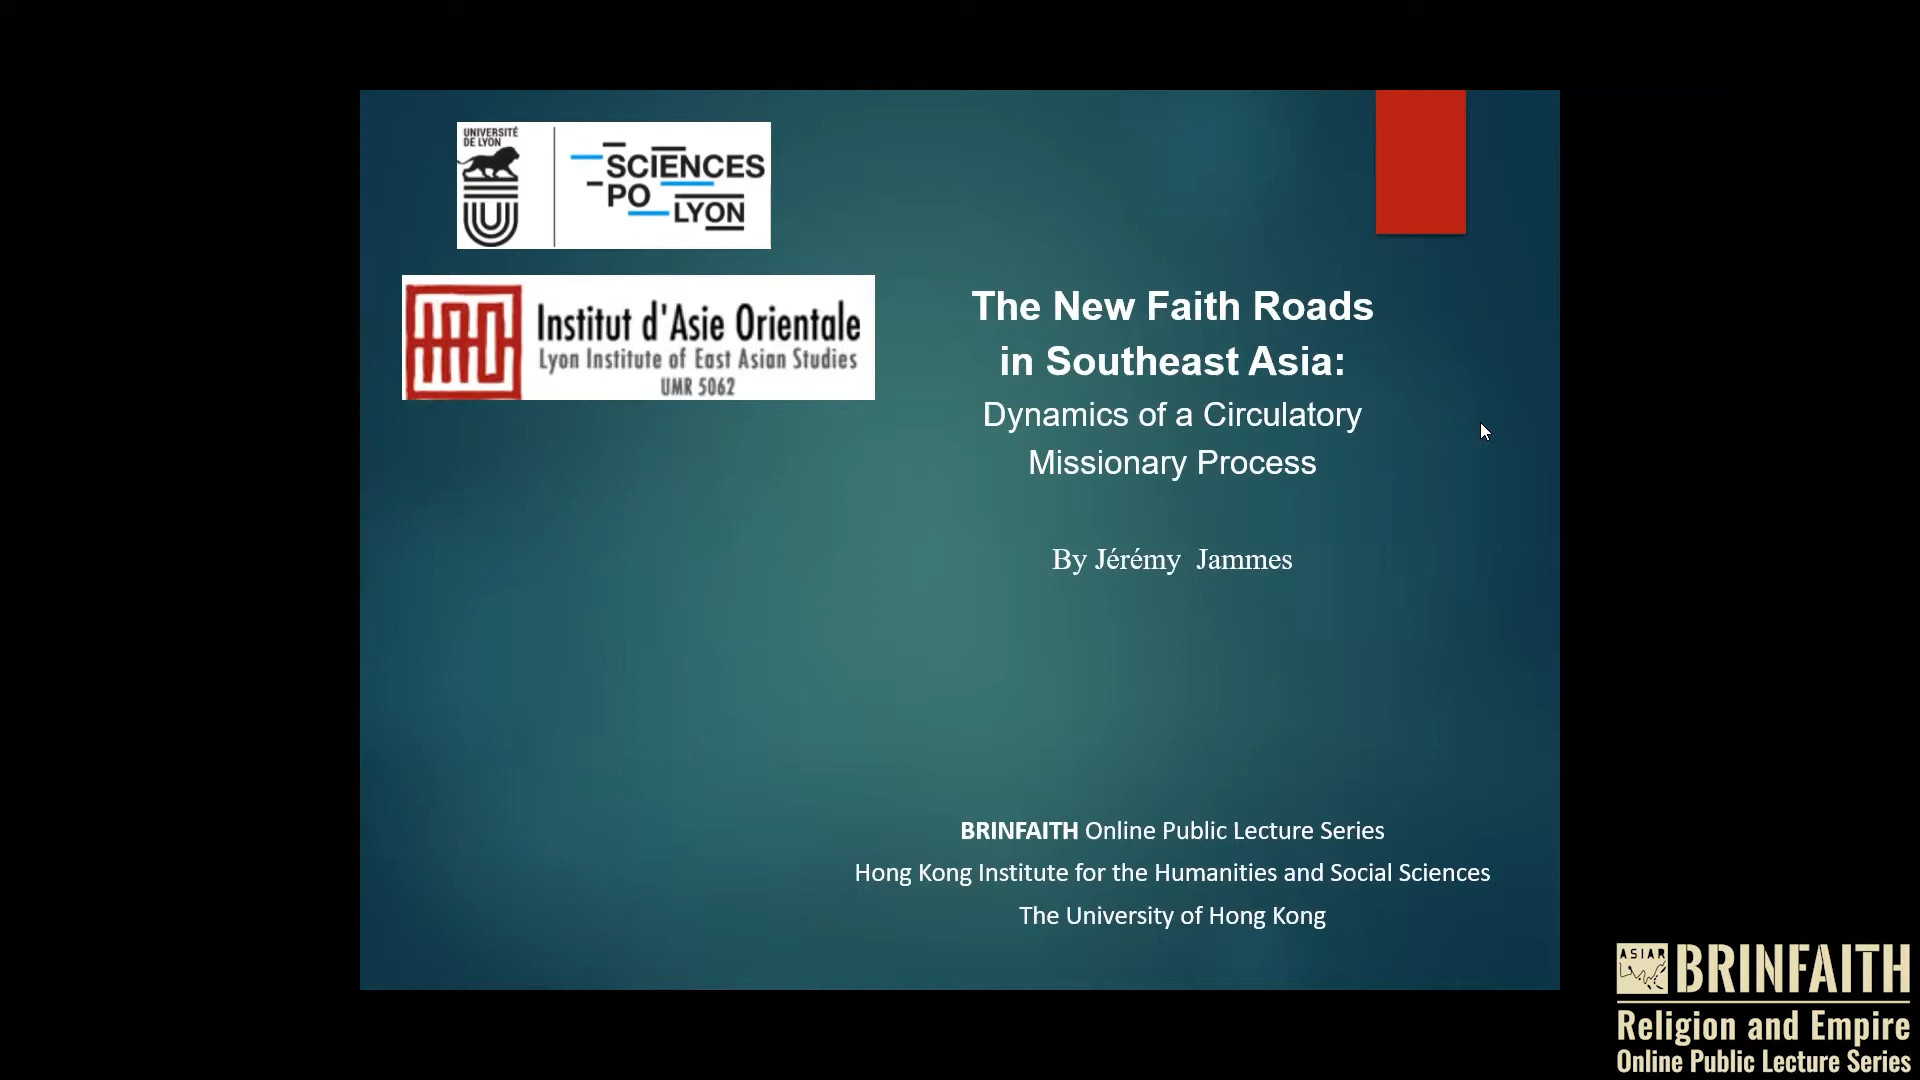 UNIVERSITÉ
DE LYON
SCIENCES
PO
LYON
Institut d'Asie Orientale
Lyon Institute of East Asian Studies
UMR 5062
The New Faith Roads
in Southeast Asia:
Dynamics of a Circulatory
Missionary Process
By Jérémy Jammes
BRINFAITH Online Public Lecture Series
Hong Kong Institute for the Humanities and Social Sciences
The University of Hong Kong
ASIAR
BRINFAITH
Religion and Empire
Online Public Lecture Series